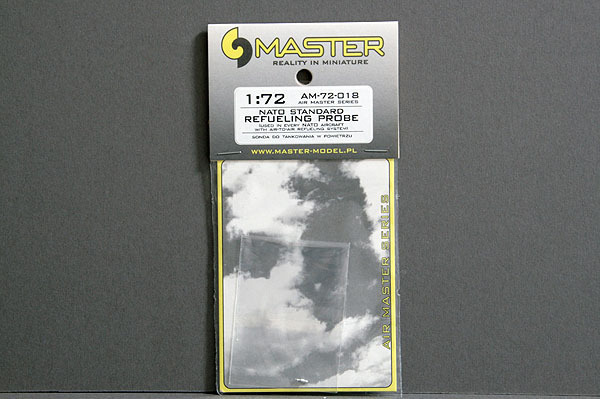 MASTER
REALITY IN MINIATURE
1:72
AM-72-018
AIR MASTER SERIES
NATO STANDARD
REFUELING PROBE
(USED IN EVERY NATO AIRCRAFT
WITH AIR-TO-AIR REFUELING SYSTEM)
SONDA DO TANKOWANIA W POWIETRZU
WWW.MASTER-MODEL.PL
AIR MASTER SERIES